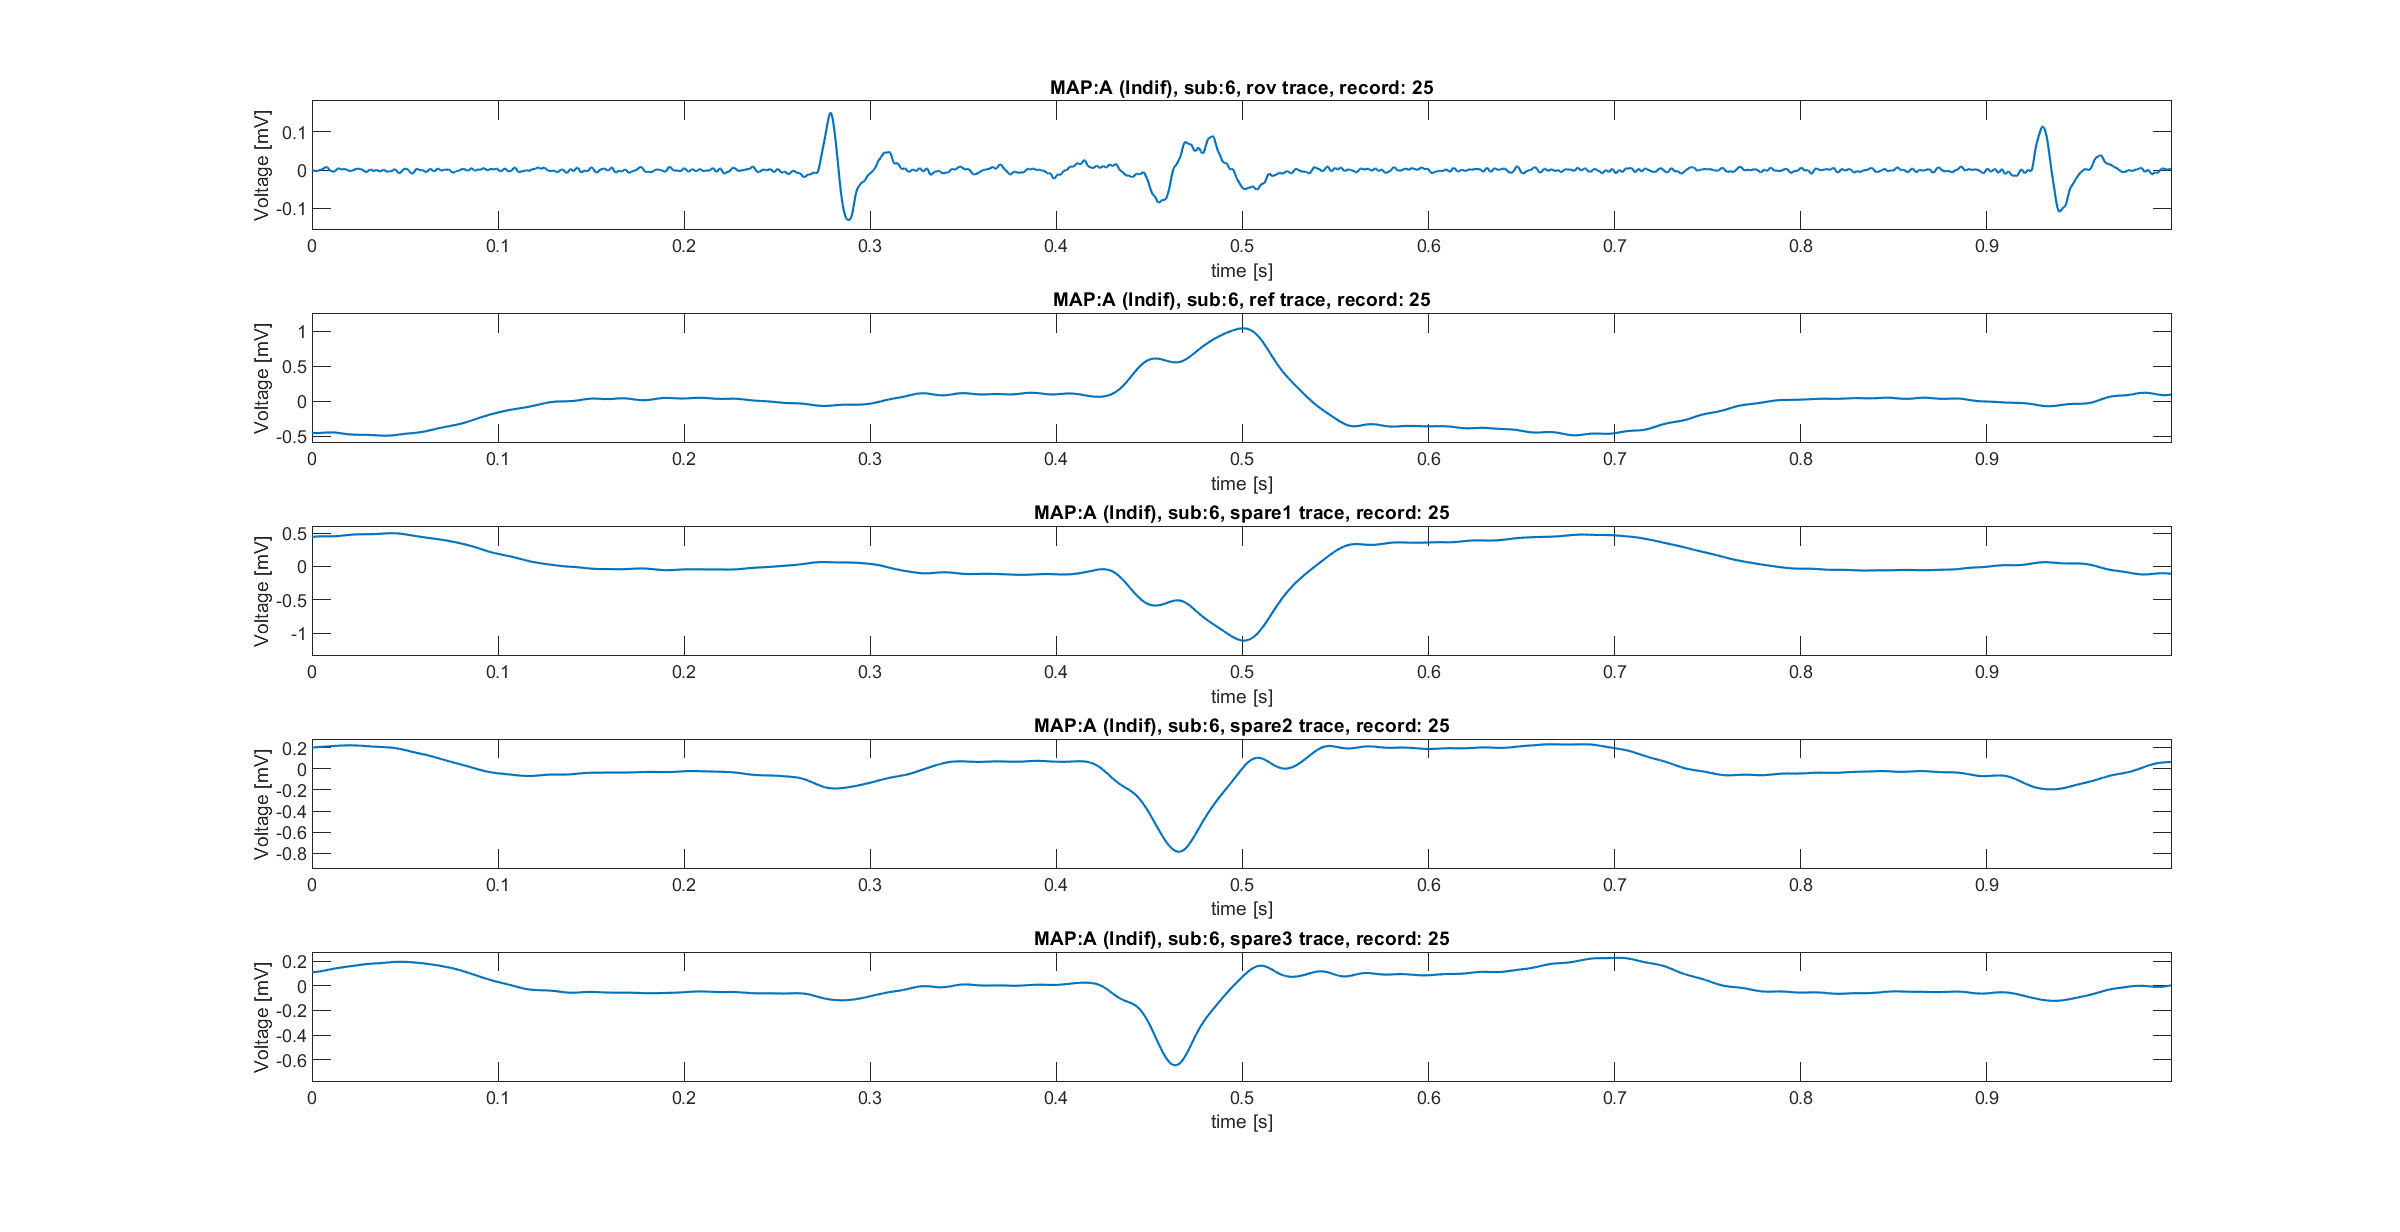 MAP:A (Indif), sub:6, rov trace, record: 25
Voltage [mV]
0.1
0
-0.1
0 0.1 0.2 0.3 0.4 0.5 0.6 0.7 0.8 0.9
time [s]
MAP:A (Indif), sub:6, ref trace, record: 25
Voltage [mV]
1
0.5
0
-0.5
0 0.1 0.2 0.3 0.4 0.5 0.6 0.7 0.8 0.9
time [s]
MAP:A (Indif), sub:6, spare1 trace, record: 25
Voltage [mV]
0.5
0
-0.5
-1
0 0.1 0.2 0.3 0.4 0.5 0.6 0.7 0.8 0.9
time [s]
MAP:A (Indif), sub:6, spare2 trace, record: 25
Voltage [mV]
0.2
0
-0.2
-0.4
-0.6
-0.8
0 0.1 0.2 0.3 0.4 0.5 0.6 0.7 0.8 0.9
time [s]
MAP:A (Indif), sub:6, spare3 trace, record: 25
Voltage [mV]
0.2
0
-0.2
-0.4
-0.6
0 0.1 0.2 0.3 0.4 0.5 0.6 0.7 0.8 0.9
time [s]